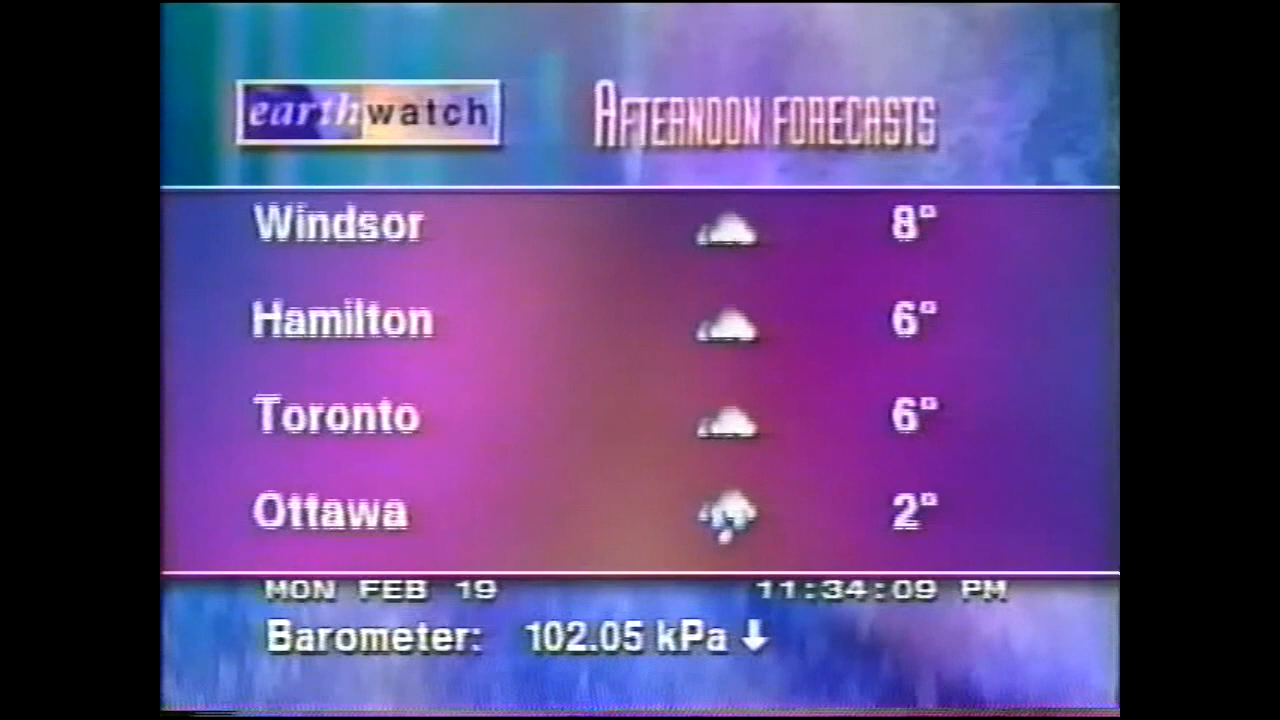 earthwatch AFTERNOON FORECASTS
Windsor 8°
Hamilton 6°
Toronto 6°
Ottawa 2°
MON FEB 19 11:34:09 PM
Barometer: 102.05 kPa